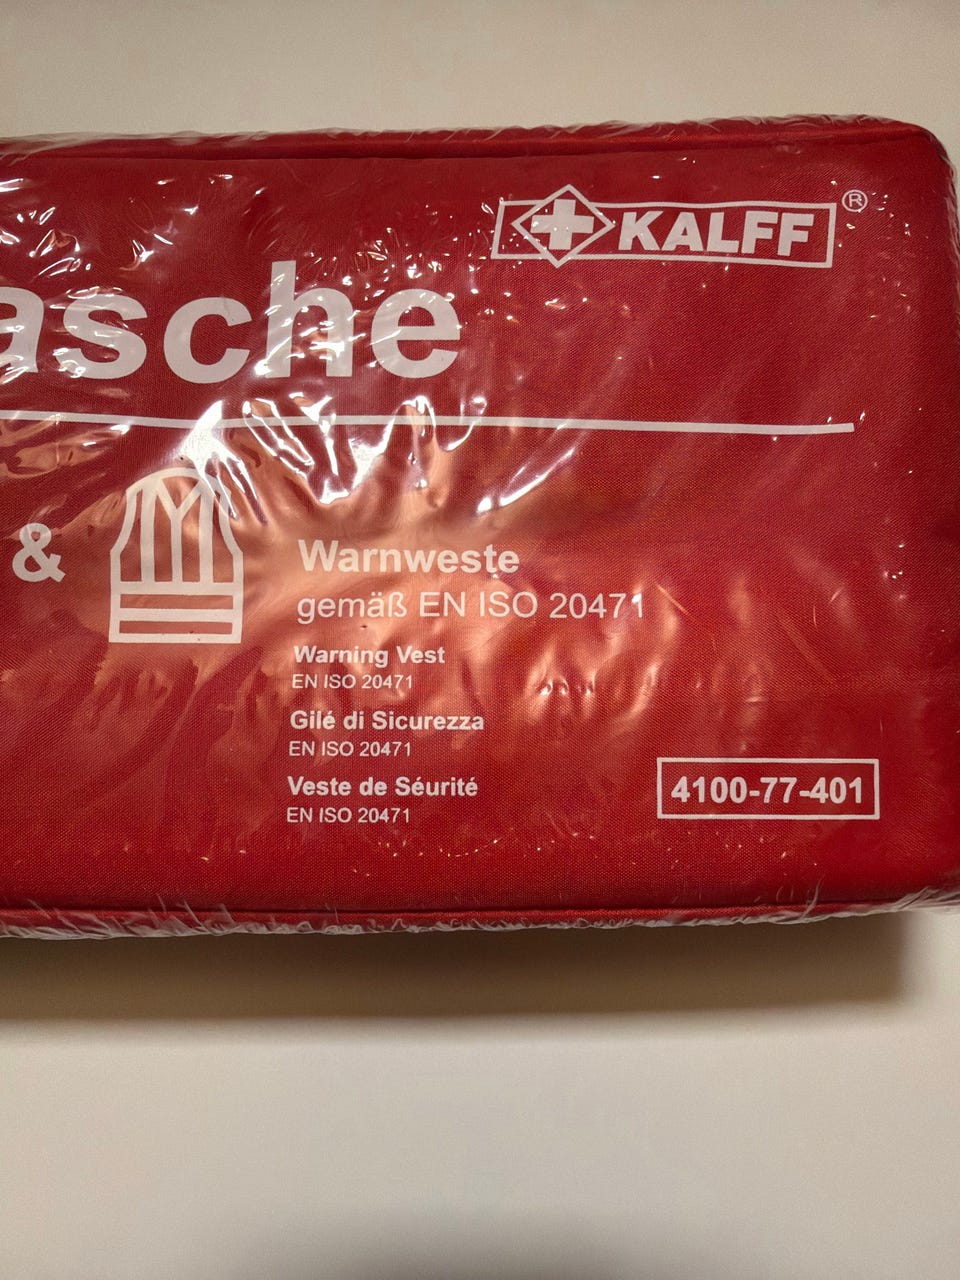 KALFF®
asche
&
Warnweste
gemäß EN ISO 20471
Warning Vest
EN ISO 20471
Gilé di Sicurezza
EN ISO 20471
Veste de Séurité
EN ISO 20471
4100-77-401